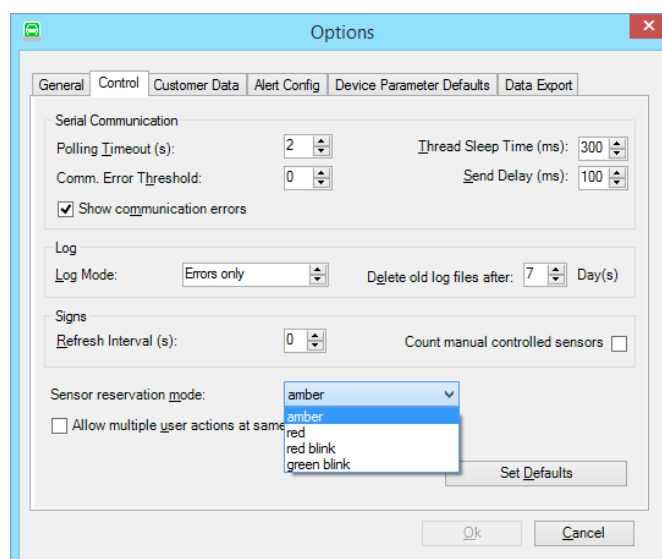 Options
General Control Customer Data Alert Config Device Parameter Defaults Data Export
Serial Communication
Polling Timeout (s): 2 Thread Sleep Time (ms): 300
Comm. Error Threshold: 0 Send Delay (ms): 100
Show communication errors
Log
Log Mode: Errors only Delete old log files after: 7 Day(s)
Signs
Refresh Interval (s): 0 Count manual controlled sensors
Sensor reservation mode: amber
Allow multiple user actions at same
amber
red
red blink
green blink
Set Defaults
Ok Cancel